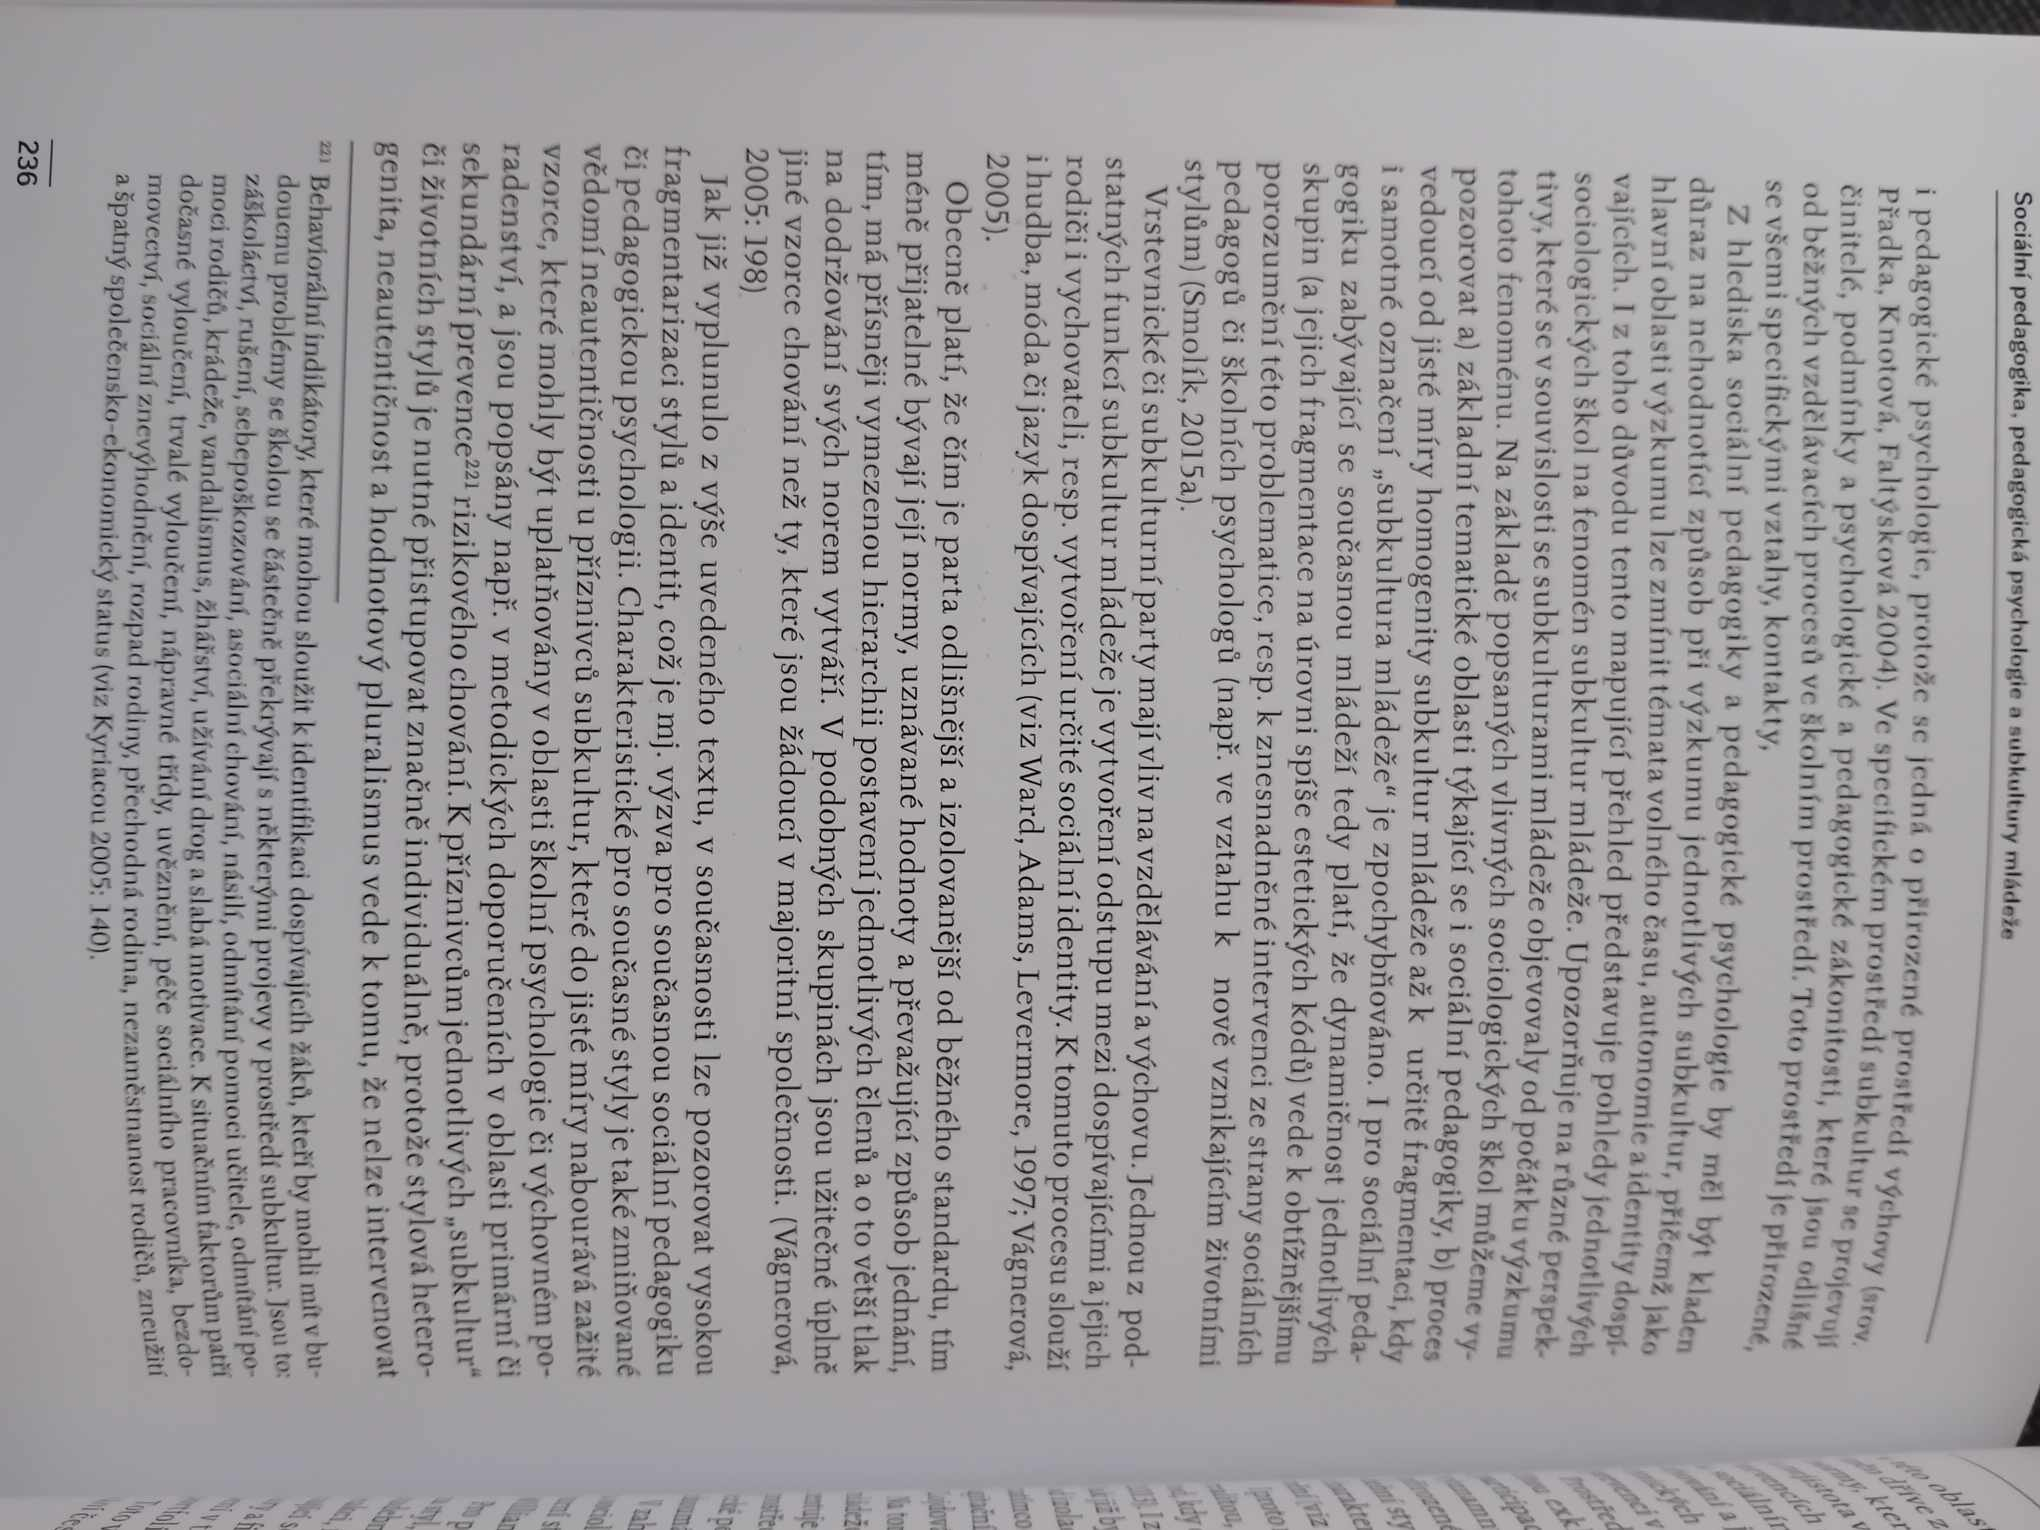 Sociální pedagogika, pedagogická psychologie a subkultury mládeže
i pedagogické psychologie, protože se jedná o přirozené prostředí výchovy (srov.
Přadka, Knotová, Faltýsková 2004). Ve specifickém prostředí subkultur se projevují
činitelé, podmínky a psychologické a pedagogické zákonitosti, které jsou odlišné
od běžných vzdělávacích procesů ve školním prostředí. Toto prostředí je přirozené,
se všemi specifickými vztahy, kontakty,
Z hlediska sociální pedagogiky a pedagogické psychologie by měl být kladen
důraz na nehodnotící způsob při výzkumu jednotlivých subkultur, přičemž jako
hlavní oblasti výzkumu lze zmínit témata volného času, autonomie a identity dospí-
vajících. I z toho důvodu tento mapující přehled představuje pohledy jednotlivých
sociologických škol na fenomén subkultur mládeže. Upozorňuje na různé perspek-
tivy, které se v souvislosti se subkulturami mládeže objevovaly od počátku výzkumu
tohoto fenoménu. Na základě popsaných vlivných sociologických škol můžeme vy-
pozorovat a) základní tematické oblasti týkající se i sociální pedagogiky, b) proces
vedoucí od jisté míry homogenity subkultur mládeže až k určitě fragmentaci, kdy
i samotné označení „subkultura mládeže“ je zpochybňováno. I pro sociální peda-
gogiku zabývající se současnou mládeží tedy platí, že dynamičnost jednotlivých
skupin (a jejich fragmentace na úrovni spíše estetických kódů) vede k obtížnějšímu
porozumění této problematice, resp. k znesnadněné intervenci ze strany sociálních
pedagogů či školních psychologů (např. ve vztahu k nově vznikajícím životními
stylům) (Smolík, 2015a).
Vrstevnické či subkulturní party mají vliv na vzdělávání a výchovu. Jednou z pod-
statných funkcí subkultur mládeže je vytvoření odstupu mezi dospívajícími a jejich
rodiči i vychovateli, resp. vytvoření určité sociální identity. K tomuto procesu slouží
i hudba, móda či jazyk dospívajících (viz Ward, Adams, Levermore, 1997; Vágnerová,
2005).
Obecně platí, že čím je parta odlišnější a izolovanější od běžného standardu, tím
méně přijatelné bývají její normy, uznávané hodnoty a převažující způsob jednání,
tím, má přísněji vymezenou hierarchii postavení jednotlivých členů a o to větší tlak
na dodržování svých norem vytváří. V podobných skupinách jsou užitečné úplně
jiné vzorce chování než ty, které jsou žádoucí v majoritní společnosti. (Vágnerová,
2005: 198)
Jak již vyplunulo z výše uvedeného textu, v současnosti lze pozorovat vysokou
fragmentarizaci stylů a identit, což je mj. výzva pro současnou sociální pedagogiku
či pedagogickou psychologii. Charakteristické pro současné styly je také zmiňované
vědomí neautentičnosti u příznivců subkultur, které do jisté míry nabourává zažité
vzorce, které mohly být uplatňovány v oblasti školní psychologie či výchovném po-
radenství, a jsou popsány např. v metodických doporučeních v oblasti primární či
sekundární prevence²²¹ rizikového chování. K příznivcům jednotlivých „subkultur“
či životních stylů je nutné přistupovat značně individuálně, protože stylová hetero-
genita, neautentičnost a hodnotový pluralismus vede k tomu, že nelze intervenovat
²²¹ Behaviorální indikátory, které mohou sloužit k identifikaci dospívajících žáků, kteří by mohli mít v bu-
doucnu problémy se školou se částečně překrývají s některými projevy v prostředí subkultur. Jsou to:
záškoláctví, rušení, sebepoškozování, asociální chování, násilí, odmítání pomoci učitele, odmítání po-
moci rodičů, krádeže, vandalismus, žhářství, užívání drog a slabá motivace. K situačním faktorům patří
dočasné vyloučení, trvalé vyloučení, nápravné třídy, uvěznění, péče sociálního pracovníka, bezdo-
movectví, sociální znevýhodnění, rozpad rodiny, přechodná rodina, nezaměstnanost rodičů, zneužití
a špatný společensko-ekonomický status (viz Kyriacou 2005: 140).
236